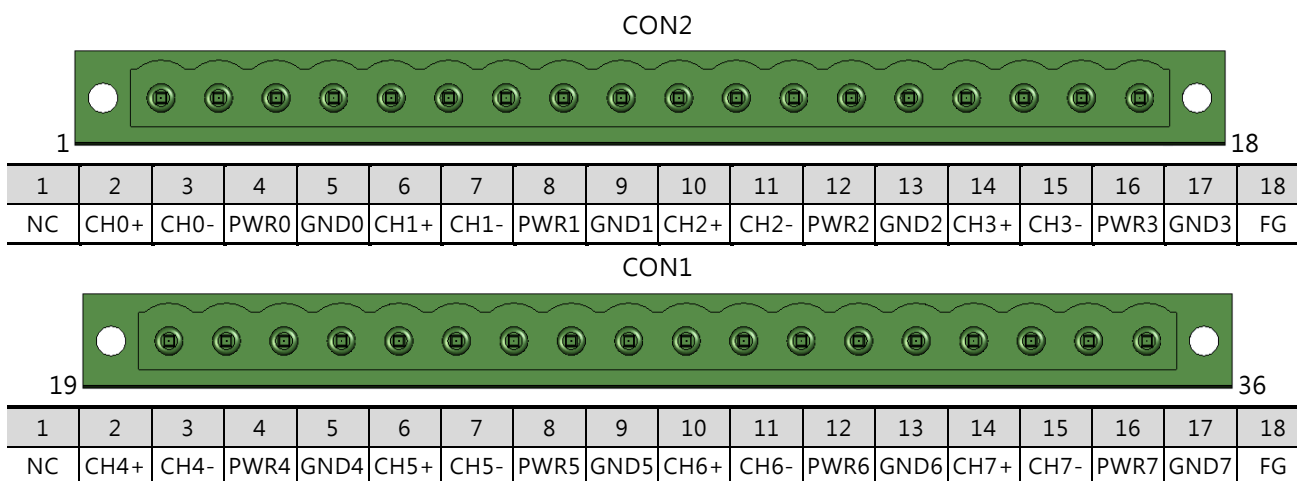 CON2
1 18
1 2 3 4 5 6 7 8 9 10 11 12 13 14 15 16 17 18
NC CH0+ CH0- PWR0 GND0 CH1+ CH1- PWR1 GND1 CH2+ CH2- PWR2 GND2 CH3+ CH3- PWR3 GND3 FG
CON1
19 36
1 2 3 4 5 6 7 8 9 10 11 12 13 14 15 16 17 18
NC CH4+ CH4- PWR4 GND4 CH5+ CH5- PWR5 GND5 CH6+ CH6- PWR6 GND6 CH7+ CH7- PWR7 GND7 FG